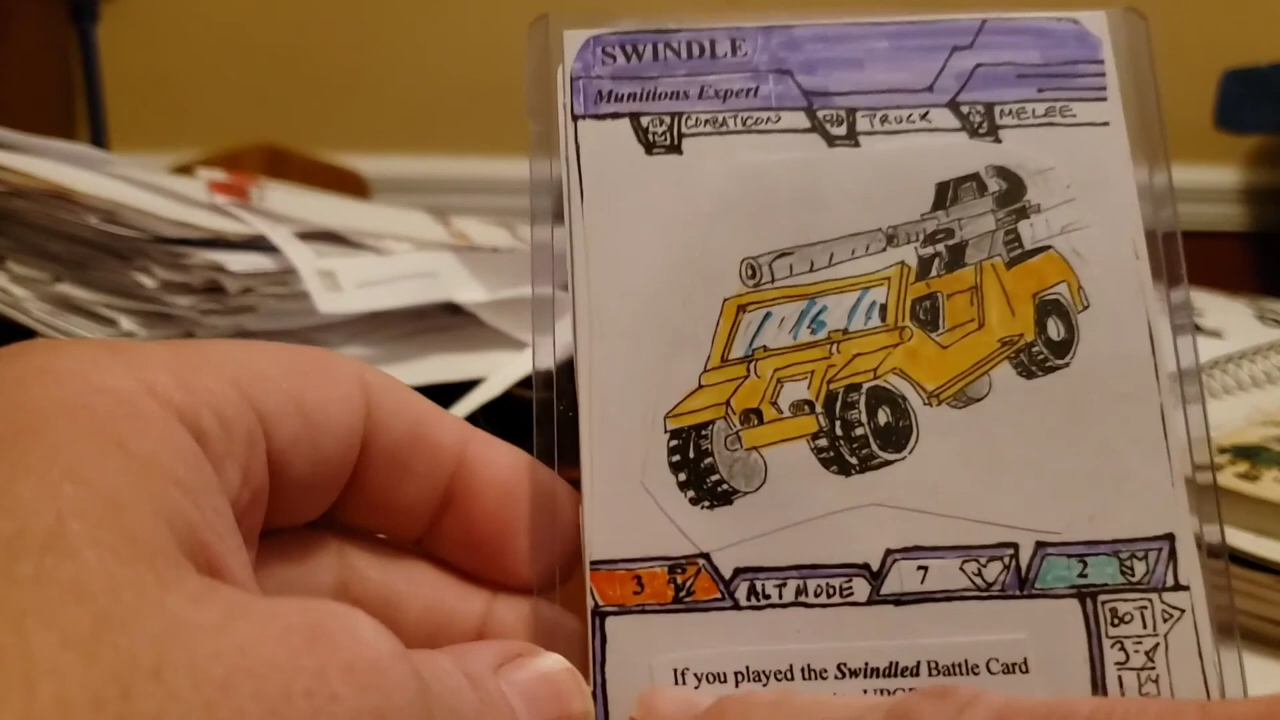 SWINDLE
Munitions Expert
COMBATICON TRUCK MELEE
3 ALT MODE 7 2
If you played the Swindled Battle Card
BOT
3
1